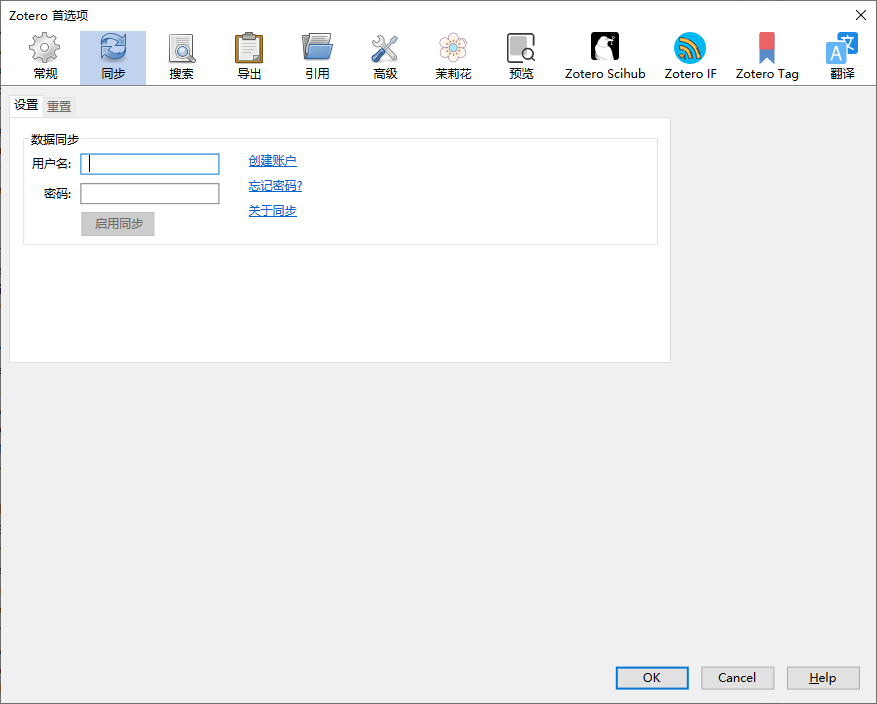 Zotero 首选项
常规 同步 搜索 导出 引用 高级 茉莉花 预览 Zotero Scihub Zotero IF Zotero Tag 翻译
设置 重置
数据同步
用户名: 创建账户
忘记密码?
密码:
关于同步
启用同步
OK Cancel Help